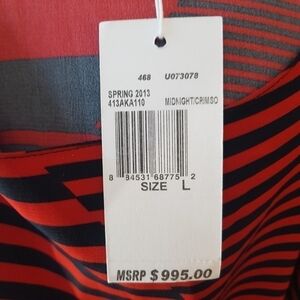 468 U073078
SPRING 2013
413AKA110 MIDNIGHT/CRIMSO
8 84531 68775 2
SIZE L
MSRP $995.00